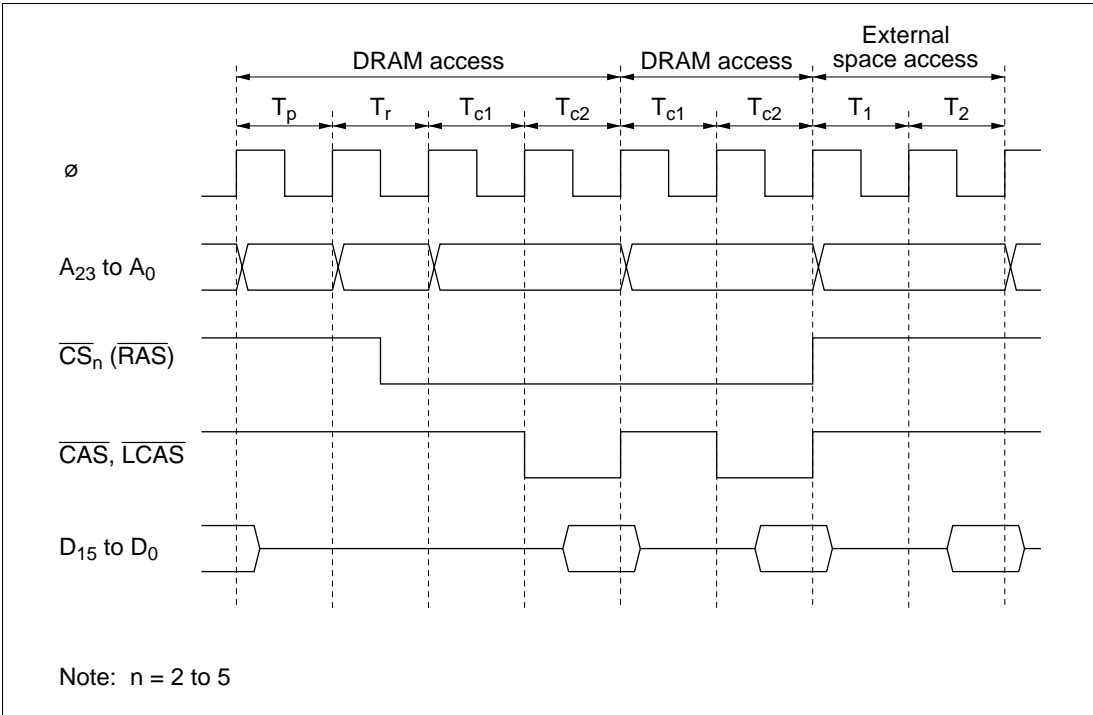 External
DRAM access DRAM access space access
Tp Tr Tc1 Tc2 Tc1 Tc2 T1 T2
ø
A23 to A0
CSn (RAS)
CAS, LCAS
D15 to D0
Note: n = 2 to 5